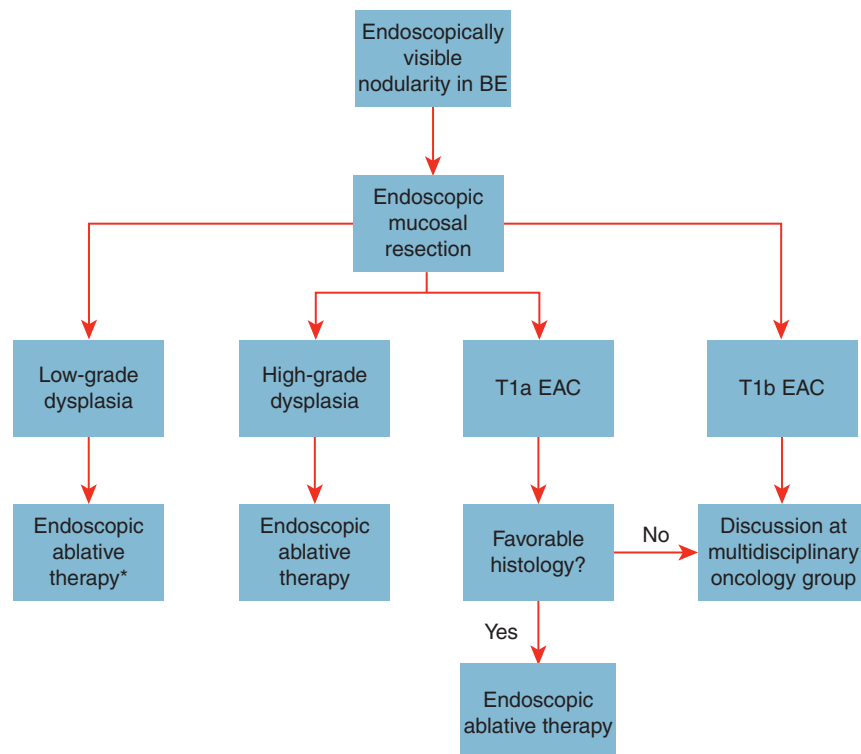 Endoscopically
visible
nodularity in BE
Endoscopic
mucosal
resection
Low-grade
dysplasia
High-grade
dysplasia
T1a EAC
T1b EAC
Endoscopic
ablative
therapy*
Endoscopic
ablative
therapy
Favorable
histology?
No
Discussion at
multidisciplinary
oncology group
Yes
Endoscopic
ablative therapy